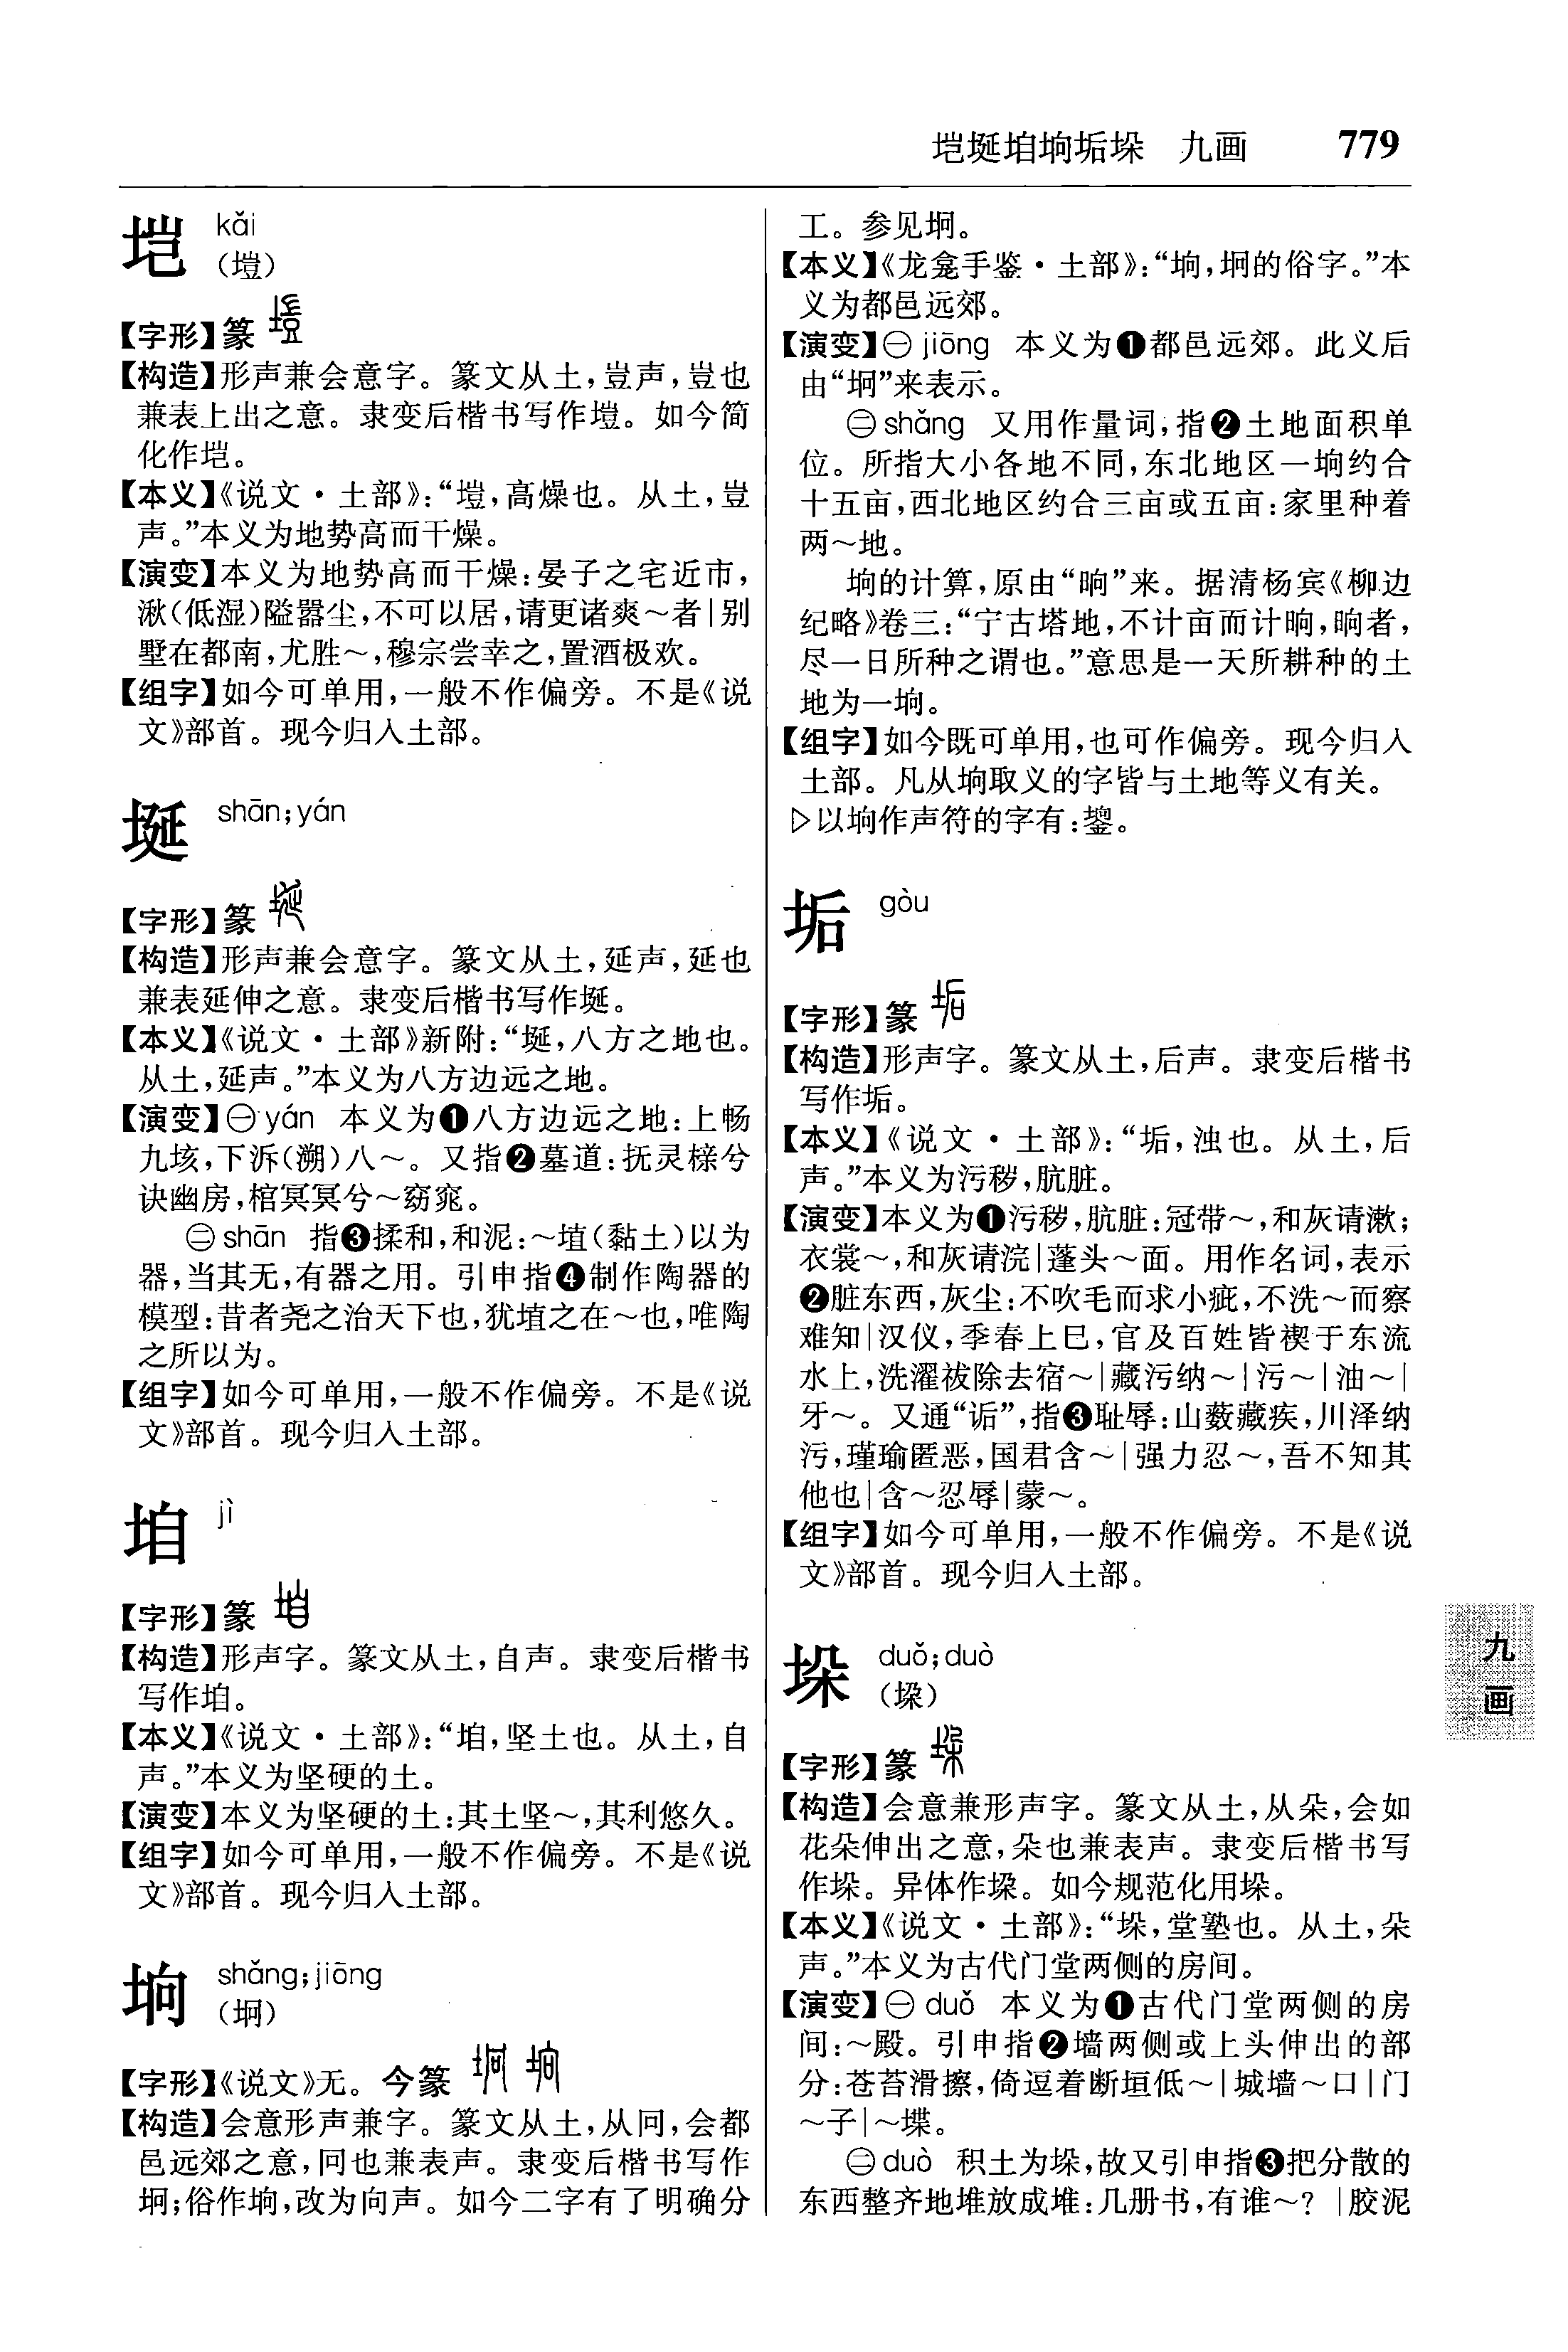 垲埏垍垧垢垛　九画　779
垲 kǎi
（塏）
【字形】篆
【构造】形声兼会意字。篆文从土，豈声，豈也
兼表上出之意。隶变后楷书写作塏。如今简
化作垲。
【本义】《说文·土部》：“塏，高燥也。从土，豈
声。”本义为地势高而干燥。
【演变】本义为地势高而干燥：晏子之宅近市，
湫（低湿）隘嚣尘，不可以居，请更诸爽～者|别
墅在都南，尤胜～，穆宗尝幸之，置酒极欢。
【组字】如今可单用，一般不作偏旁。不是《说
文》部首。现今归入土部。
埏 shān；yán
【字形】篆
【构造】形声兼会意字。篆文从土，延声，延也
兼表延伸之意。隶变后楷书写作埏。
【本义】《说文·土部》新附：“埏，八方之地也。
从土，延声。”本义为八方边远之地。
【演变】㊀yán 本义为❶八方边远之地：上畅
九垓，下泝（溯）八～。又指❷墓道：抚灵榇兮
诀幽房，棺冥冥兮～窈窕。
㊁shān 指❸揉和，和泥：～埴（黏土）以为
器，当其无，有器之用。引申指❹制作陶器的
模型：昔者尧之治天下也，犹埴之在～也，唯陶
之所以为。
【组字】如今可单用，一般不作偏旁。不是《说
文》部首。现今归入土部。
垍 jì
【字形】篆
【构造】形声字。篆文从土，自声。隶变后楷书
写作垍。
【本义】《说文·土部》：“垍，坚土也。从土，自
声。”本义为坚硬的土。
【演变】本义为坚硬的土：其土坚～，其利悠久。
【组字】如今可单用，一般不作偏旁。不是《说
文》部首。现今归入土部。
垧 shǎng；jiōng
（坰）
【字形】《说文》无。今篆
【构造】会意形声兼字。篆文从土，从冋，会都
邑远郊之意，冋也兼表声。隶变后楷书写作
坰；俗作垧，改为向声。如今二字有了明确分
工。参见坰。
【本义】《龙龛手鉴·土部》：“垧，坰的俗字。”本
义为都邑远郊。
【演变】㊀jiōng 本义为❶都邑远郊。此义后
由“坰”来表示。
㊁shǎng 又用作量词，指❷土地面积单
位。所指大小各地不同，东北地区一垧约合
十五亩，西北地区约合三亩或五亩：家里种着
两～地。
垧的计算，原由“晌”来。据清杨宾《柳边
纪略》卷三：“宁古塔地，不计亩而计晌，晌者，
尽一日所种之谓也。”意思是一天所耕种的土
地为一垧。
【组字】如今既可单用，也可作偏旁。现今归入
土部。凡从垧取义的字皆与土地等义有关。
▷以垧作声符的字有：。
垢 gòu
【字形】篆
【构造】形声字。篆文从土，后声。隶变后楷书
写作垢。
【本义】《说文·土部》：“垢，浊也。从土，后
声。”本义为污秽，肮脏。
【演变】本义为❶污秽，肮脏：冠带～，和灰请漱；
衣裳～，和灰请浣|蓬头～面。用作名词，表示
❷脏东西，灰尘：不吹毛而求小疵，不洗～而察
难知|汉仪，季春上巳，官及百姓皆禊于东流
水上，洗濯祓除去宿～|藏污纳～|污～|油～|
牙～。又通“诟”，指❸耻辱：山薮藏疾，川泽纳
污，瑾瑜匿恶，国君含～|强力忍～，吾不知其
他也|含～忍辱|蒙～。
【组字】如今可单用，一般不作偏旁。不是《说
文》部首。现今归入土部。
垛 duǒ；duò
（垜）
【字形】篆
【构造】会意兼形声字。篆文从土，从朵，会如
花朵伸出之意，朵也兼表声。隶变后楷书写
作垛。异体作垜。如今规范化用垛。
【本义】《说文·土部》：“垛，堂塾也。从土，朵
声。”本义为古代门堂两侧的房间。
【演变】㊀duǒ 本义为❶古代门堂两侧的房
间：～殿。引申指❷墙两侧或上头伸出的部
分：苍苔滑擦，倚逗着断垣低～|城墙～口|门
～子|～堞。
㊁duò 积土为垛，故又引申指❸把分散的
东西整齐地堆放成堆：几册书，有谁～？|胶泥
九
画